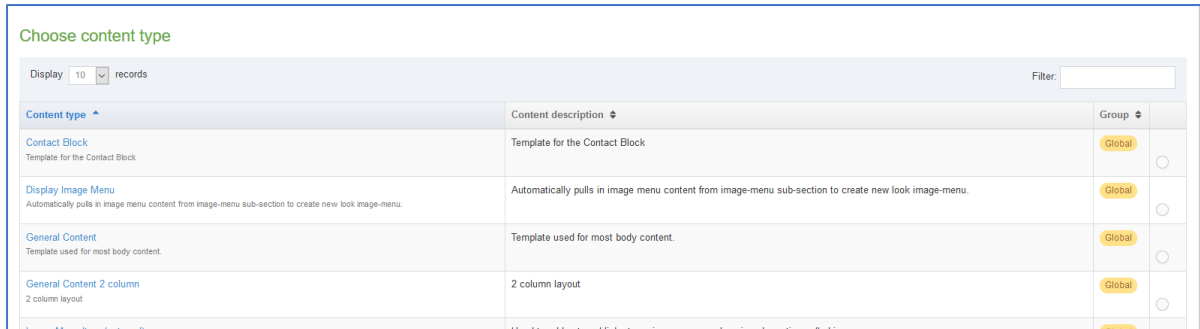 Choose content type
Display 10 records Filter:
Content type Content description Group
Contact Block Template for the Contact Block Global
Template for the Contact Block
Display Image Menu Automatically pulls in image menu content from image-menu sub-section to create new look image-menu. Global
Automatically pulls in image menu content from image-menu sub-section to create new look image-menu.
General Content Template used for most body content. Global
Template used for most body content.
General Content 2 column 2 column layout Global
2 column layout